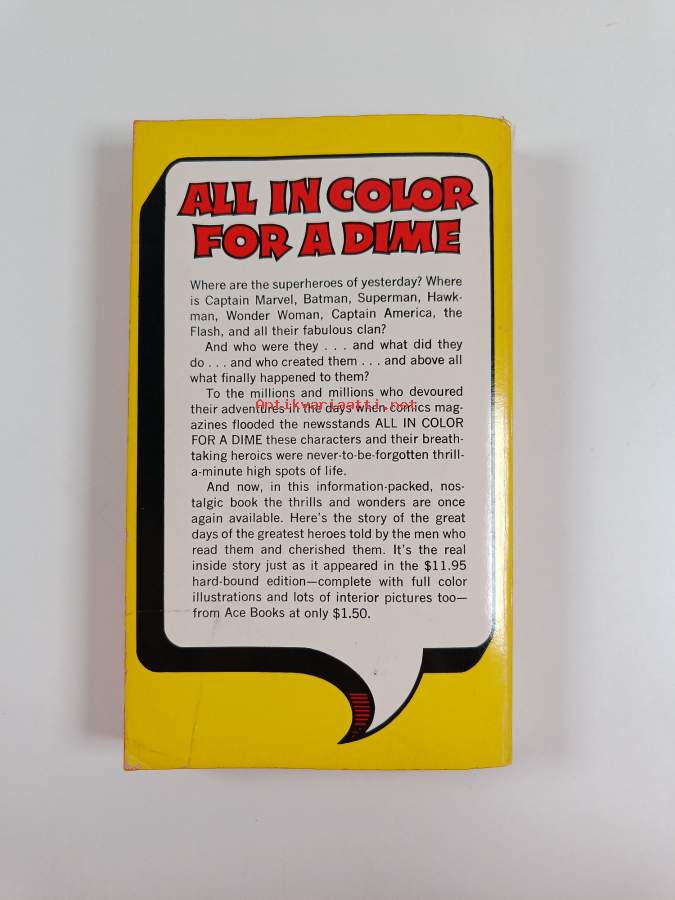 ALL IN COLOR
FOR A DIME
Where are the superheroes of yesterday? Where
is Captain Marvel, Batman, Superman, Hawk-
man, Wonder Woman, Captain America, the
Flash, and all their fabulous clan?
And who were they . . . and what did they
do . . . and who created them . . . and above all
what finally happened to them?
To the millions and millions who devoured
Antikvariaatti.net
their adventures in the days when comics mag-
azines flooded the newsstands ALL IN COLOR
FOR A DIME these characters and their breath-
taking heroics were never-to-be-forgotten thrill-
a-minute high spots of life.
And now, in this information-packed, nos-
talgic book the thrills and wonders are once
again available. Here's the story of the great
days of the greatest heroes told by the men who
read them and cherished them. It's the real
inside story just as it appeared in the $11.95
hard-bound edition—complete with full color
illustrations and lots of interior pictures too—
from Ace Books at only $1.50.